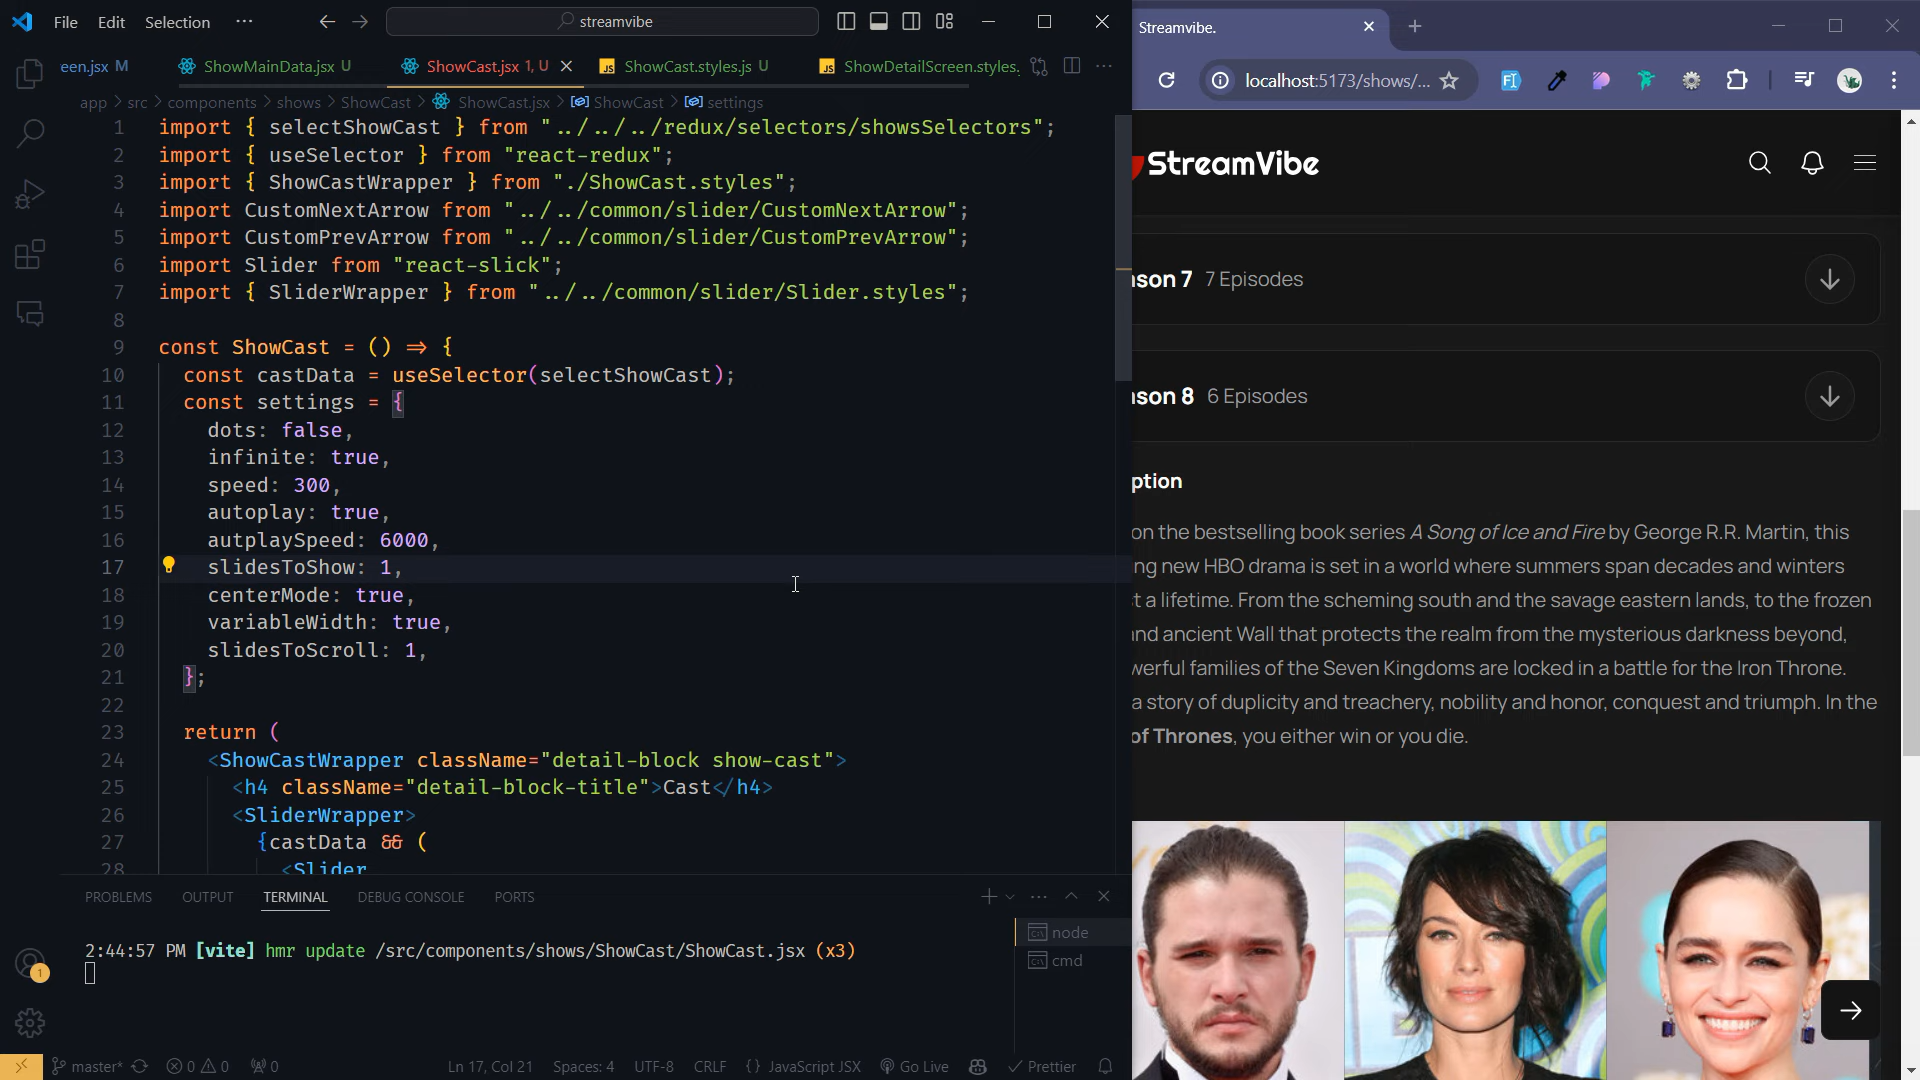 File Edit Selection ···
streamvibe
een.jsx M
ShowMainData.jsx U
ShowCast.jsx 1, U
JS ShowCast.styles.js U
JS ShowDetailScreen.styles.
app > src > components > shows > ShowCast > ShowCast.jsx > ShowCast > settings
1 import { selectShowCast } from "../../../redux/selectors/showsSelectors";
2 import { useSelector } from "react-redux";
3 import { ShowCastWrapper } from "./ShowCast.styles";
4 import CustomNextArrow from "../../common/slider/CustomNextArrow";
5 import CustomPrevArrow from "../../common/slider/CustomPrevArrow";
6 import Slider from "react-slick";
7 import { SliderWrapper } from "../../common/slider/Slider.styles";
8
9 const ShowCast = () => {
10 const castData = useSelector(selectShowCast);
11 const settings = {
12 dots: false,
13 infinite: true,
14 speed: 300,
15 autoplay: true,
16 autplaySpeed: 6000,
17 slidesToShow: 1,
18 centerMode: true,
19 variableWidth: true,
20 slidesToScroll: 1,
21 };
22
23 return (
24 <ShowCastWrapper className="detail-block show-cast">
25 <h4 className="detail-block-title">Cast</h4>
26 <SliderWrapper>
27 {castData && (
28 <Slider
PROBLEMS OUTPUT TERMINAL DEBUG CONSOLE PORTS
2:44:57 PM [vite] hmr update /src/components/shows/ShowCast/ShowCast.jsx (x3)
node
cmd
1
master* 0 0 0 Ln 17, Col 21 Spaces: 4 UTF-8 CRLF {} JavaScript JSX Go Live Prettier
Streamvibe.
localhost:5173/shows/...
StreamVibe
ason 7 7 Episodes
ason 8 6 Episodes
ption
on the bestselling book series A Song of Ice and Fire by George R.R. Martin, this
ng new HBO drama is set in a world where summers span decades and winters
t a lifetime. From the scheming south and the savage eastern lands, to the frozen
nd ancient Wall that protects the realm from the mysterious darkness beyond,
werful families of the Seven Kingdoms are locked in a battle for the Iron Throne.
a story of duplicity and treachery, nobility and honor, conquest and triumph. In the
of Thrones, you either win or you die.